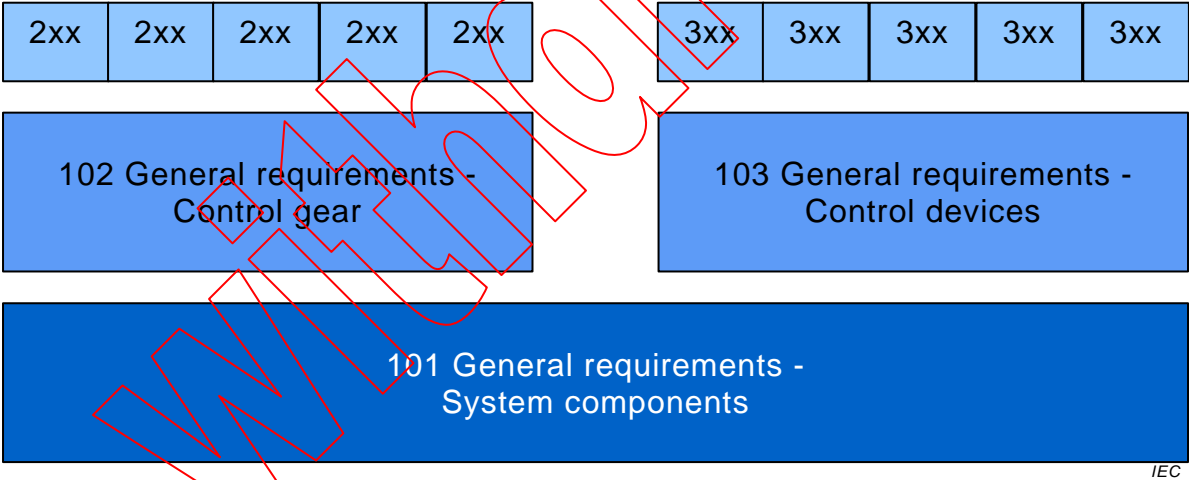 2xx 2xx 2xx 2xx 2xx 3xx 3xx 3xx 3xx 3xx
102 General requirements -
Control gear
103 General requirements -
Control devices
101 General requirements -
System components
IEC